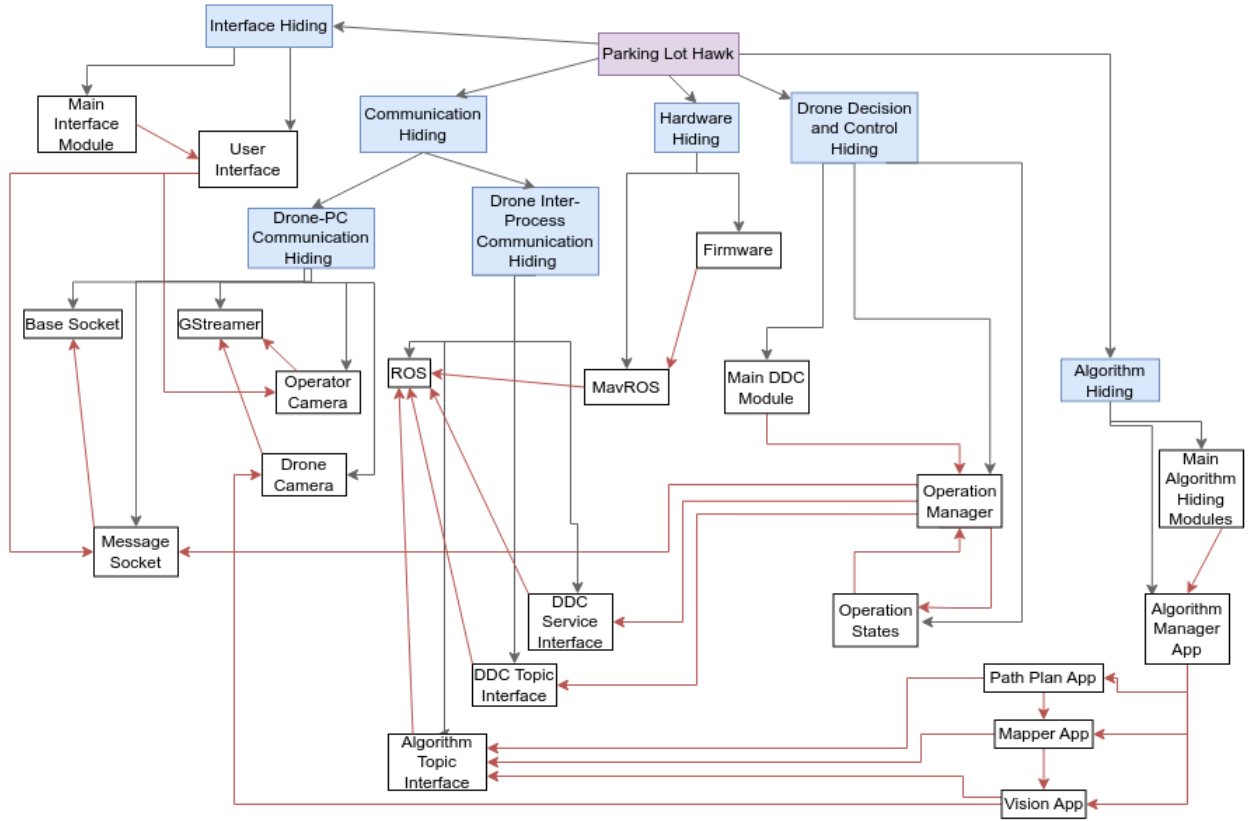 Interface Hiding
Parking Lot Hawk
Main
Interface
Module
Communication
Hiding
Hardware
Hiding
Drone Decision
and Control
Hiding
User
Interface
Drone-PC
Communication
Hiding
Drone Inter-
Process
Communication
Hiding
Firmware
Base Socket
GStreamer
Operator
Camera
ROS
MavROS
Main DDC
Module
Algorithm
Hiding
Drone
Camera
Operation
Manager
Main
Algorithm
Hiding
Modules
Message
Socket
DDC
Service
Interface
Operation
States
Algorithm
Manager
App
DDC Topic
Interface
Path Plan App
Mapper App
Algorithm
Topic
Interface
Vision App